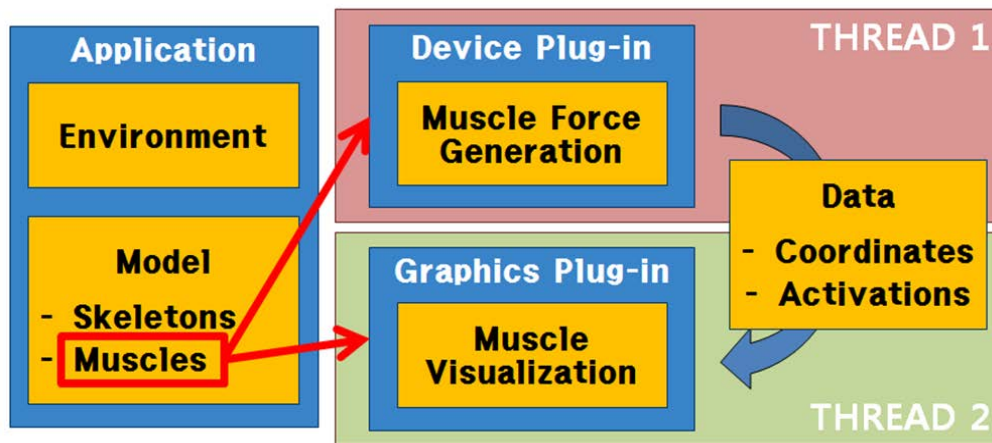 Application
Environment
Model
- Skeletons
- Muscles
Device Plug-in
Muscle Force
Generation
THREAD 1
Graphics Plug-in
Muscle
Visualization
THREAD 2
Data
- Coordinates
- Activations